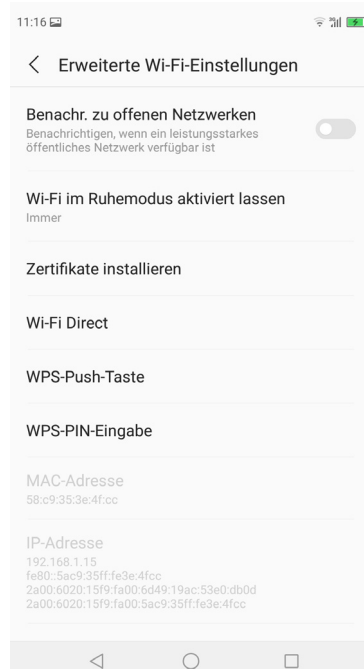 11:16
Erweiterte Wi-Fi-Einstellungen
Benachr. zu offenen Netzwerken
Benachrichtigen, wenn ein leistungsstarkes
öffentliches Netzwerk verfügbar ist
Wi-Fi im Ruhemodus aktiviert lassen
Immer
Zertifikate installieren
Wi-Fi Direct
WPS-Push-Taste
WPS-PIN-Eingabe
MAC-Adresse
58:c9:35:3e:4f:cc
IP-Adresse
192.168.1.15
fe80::5ac9:35ff:fe3e:4fcc
2a00:6020:15f9:fa00:6d49:19ac:53e0:db0d
2a00:6020:15f9:fa00:5ac9:35ff:fe3e:4fcc